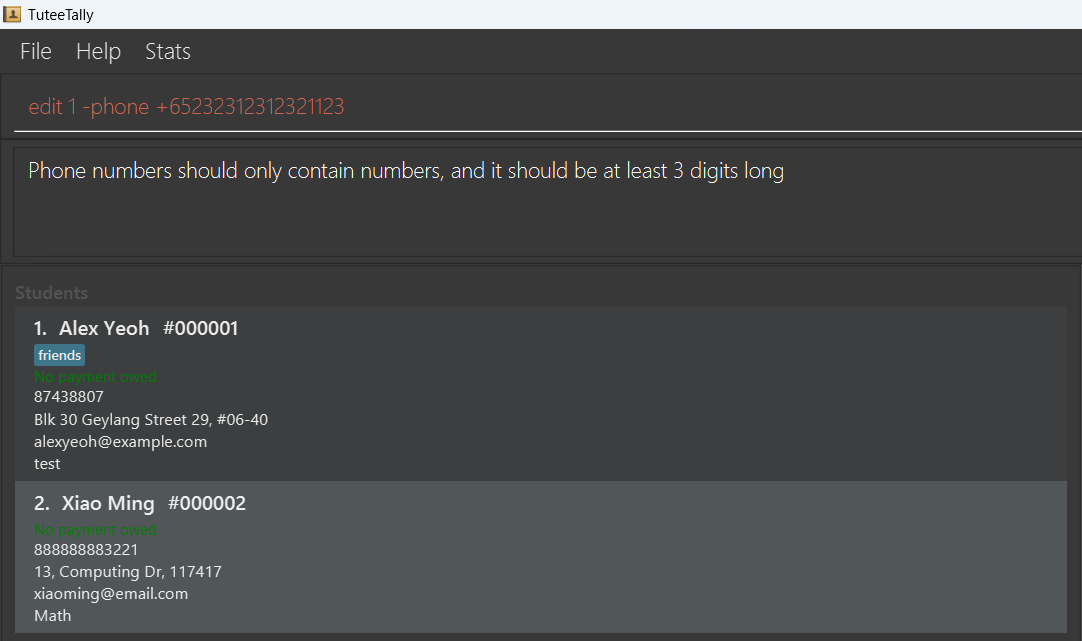 TuteeTally
File Help Stats
edit 1 -phone +65232312312321123
Phone numbers should only contain numbers, and it should be at least 3 digits long
Students
1. Alex Yeoh #000001
friends
No payment owed
87438807
Blk 30 Geylang Street 29, #06-40
alexyeoh@example.com
test
2. Xiao Ming #000002
No payment owed
888888883221
13, Computing Dr, 117417
xiaoming@email.com
Math